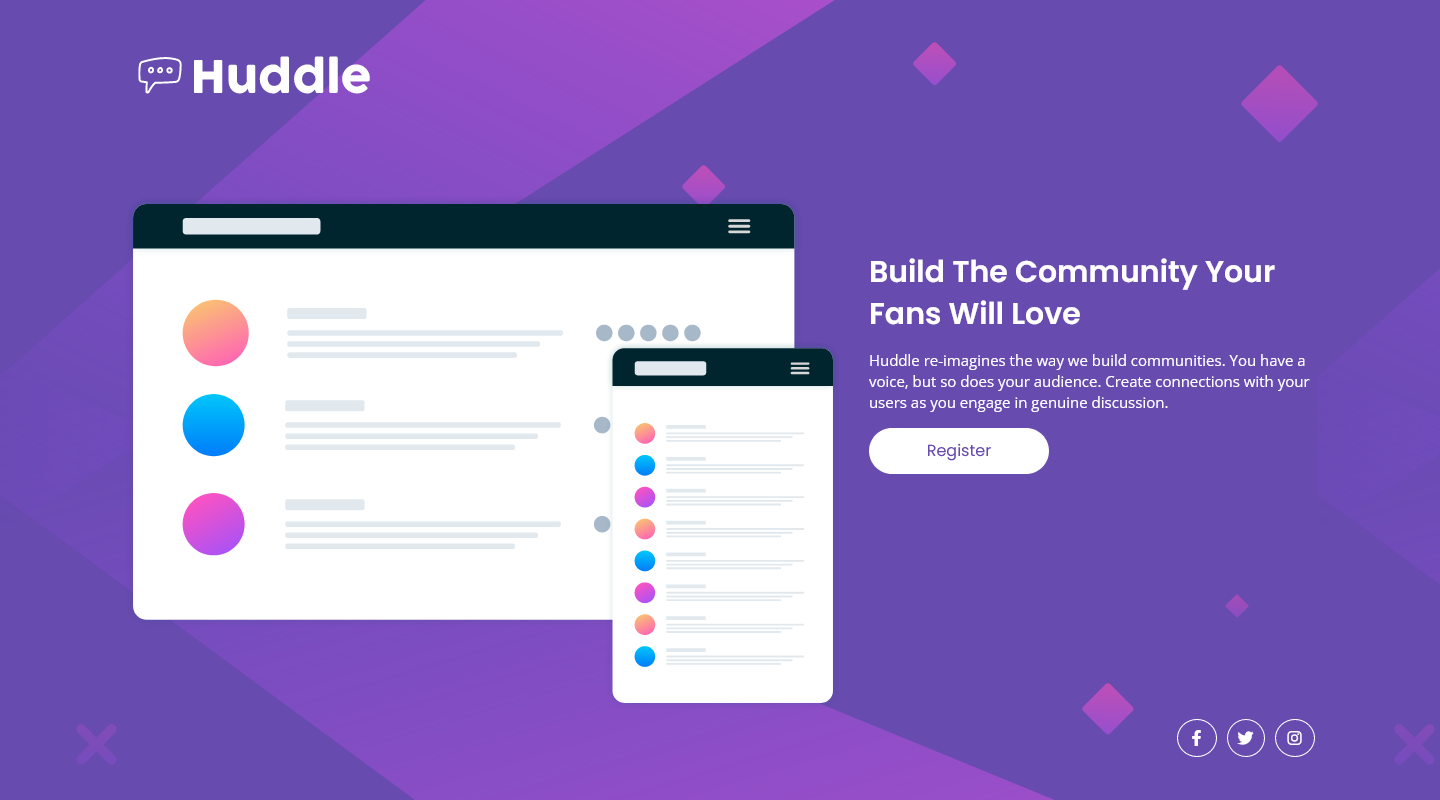 Huddle
Build The Community Your
Fans Will Love
Huddle re-imagines the way we build communities. You have a
voice, but so does your audience. Create connections with your
users as you engage in genuine discussion.
Register